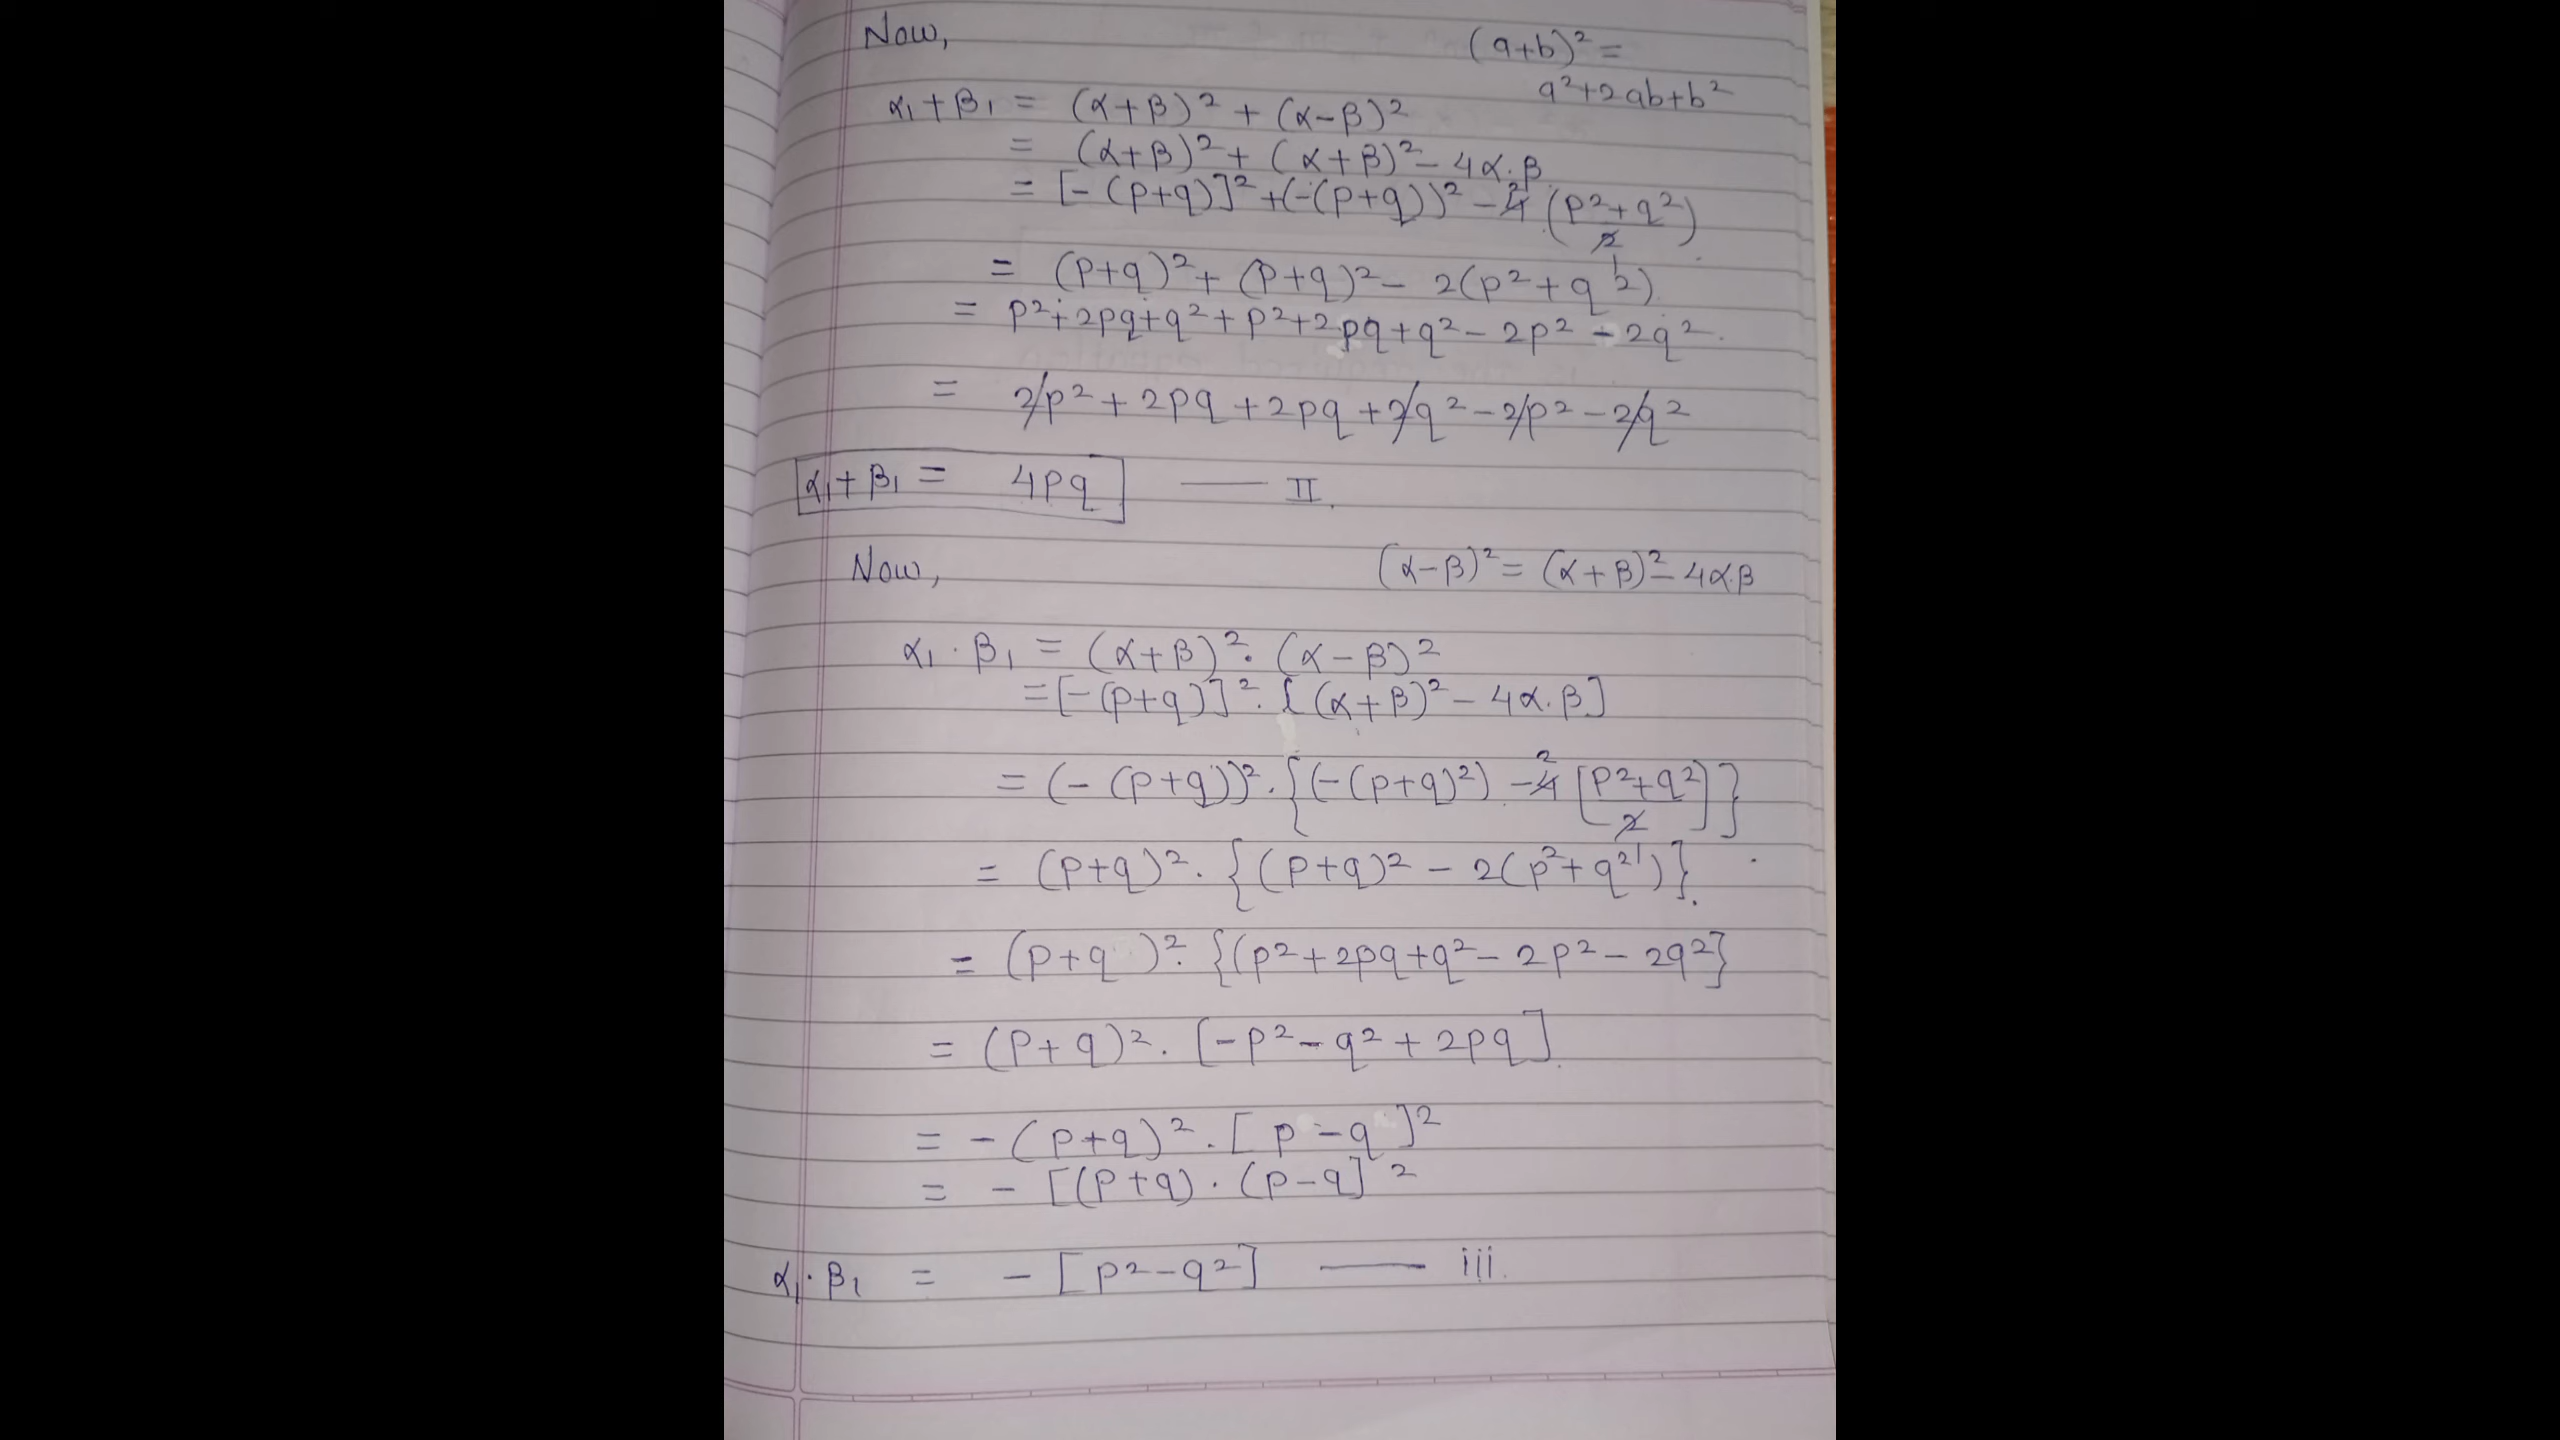 Now,
(a+b)² =
a²+2ab+b²
α₁+β₁ = (α+β)² + (α-β)²
= (α+β)² + (α+β)² - 4α.β
= [-(p+q)]² + (-(p+q))² - 4̸ 2 (p²+q² / 2̸ 1)
= (p+q)² + (p+q)² - 2(p²+q²)
= p²+2pq+q²+p²+2pq+q²-2p²-2q².
= 2p²+2pq+2pq+2q²-2p²-2q²
α₁+β₁ = 4pq — II.
Now,
(α-β)² = (α+β)² - 4α.β
α₁.β₁ = (α+β)².(α-β)²
= [-(p+q)]².[(α+β)² - 4α.β]
= (-(p+q))².{(-(p+q)²) - 4̸ 2 [p²+q² / 2̸ 1]}
= (p+q)².{(p+q)² - 2(p²+q²)}.
= (p+q)².{(p²+2pq+q²-2p²-2q²}
= (p+q)².[-p²-q²+2pq].
= -(p+q)².[p-q]²
= - [(p+q).(p-q]²
α₁.β₁ = - [p²-q²] — iii.